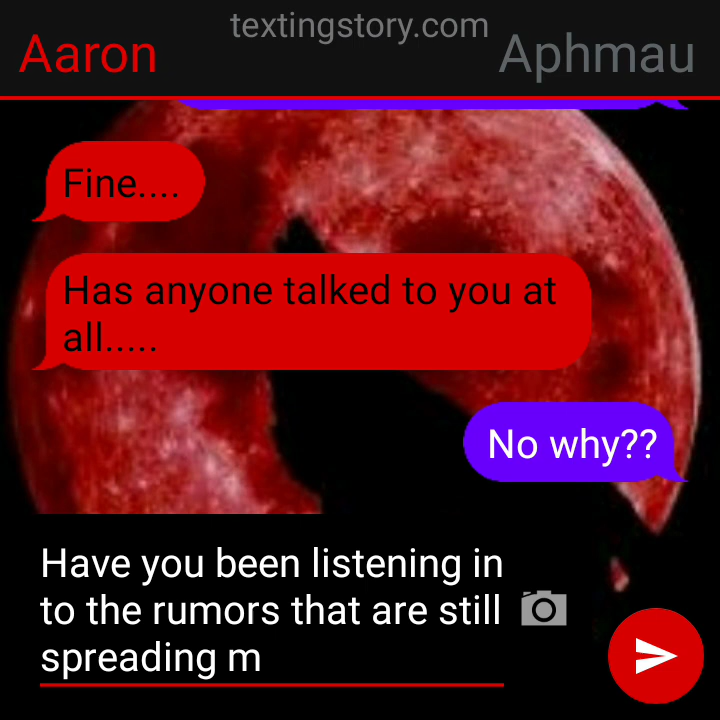 textingstory.com
Aaron
Aphmau
Fine....
Has anyone talked to you at
all.....
No why??
Have you been listening in
to the rumors that are still
spreading m